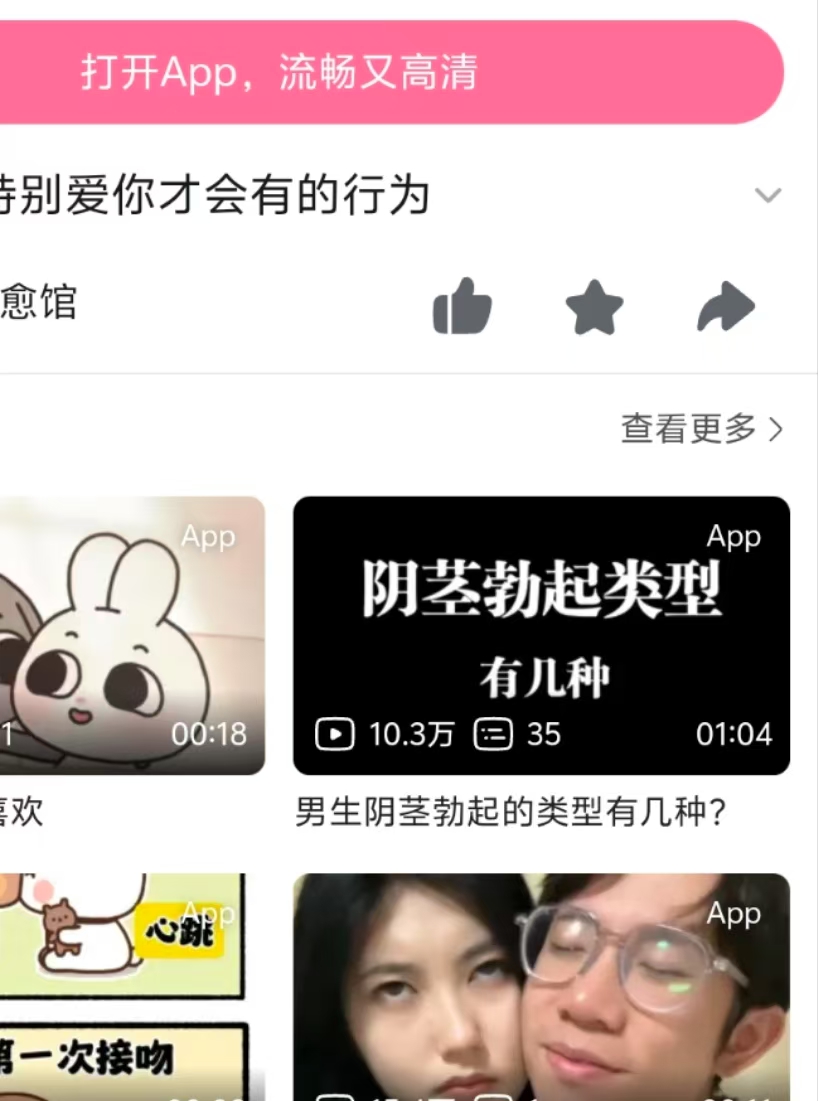 打开App，流畅又高清
特别爱你才会有的行为
愈馆
查看更多
App
1
00:18
App
阴茎勃起类型
有几种
10.3万
35
01:04
喜欢
男生阴茎勃起的类型有几种？
App
心跳
第一次接吻
App